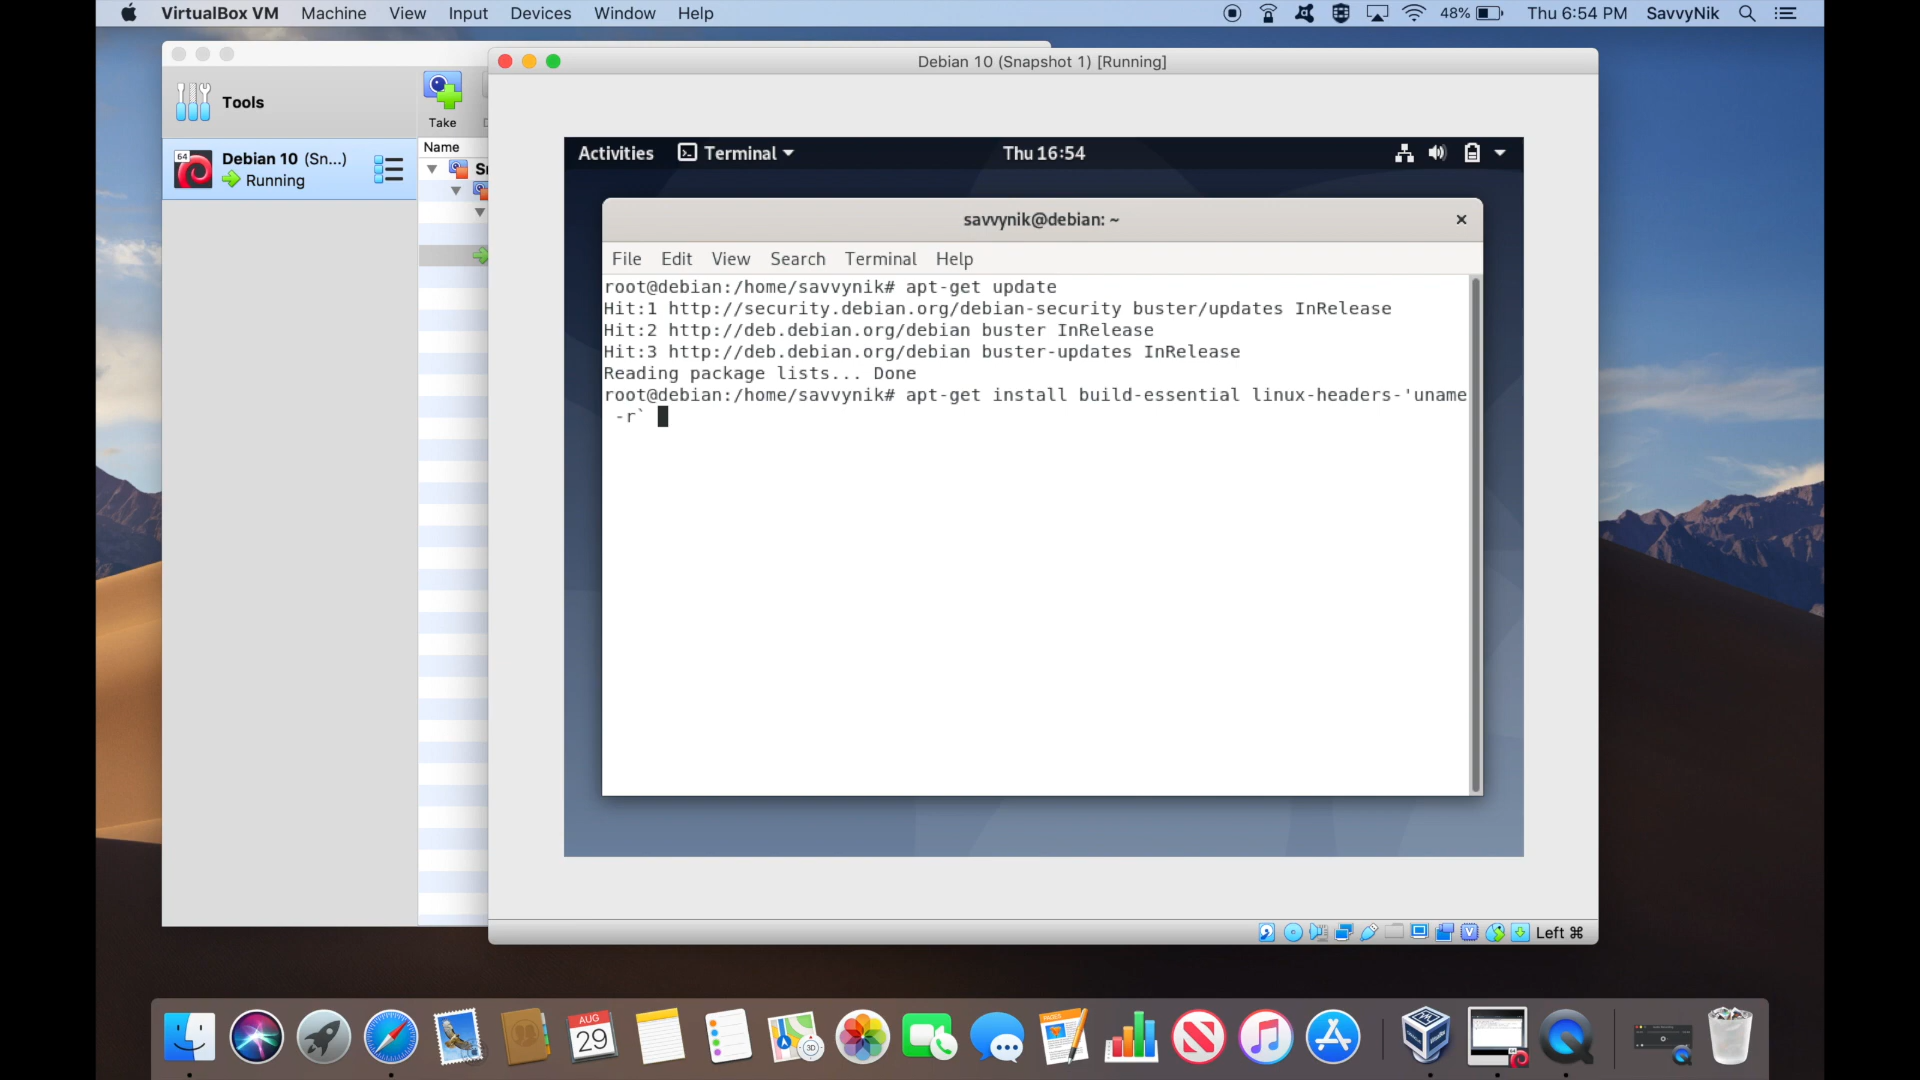 VirtualBox VM Machine View Input Devices Window Help 48% Thu 6:54 PM SavvyNik
Debian 10 (Snapshot 1) [Running]
Tools
Take
Name
64
Debian 10 (Sn...)
Running
Activities Terminal Thu 16:54
savvynik@debian: ~
File Edit View Search Terminal Help
root@debian:/home/savvynik# apt-get update
Hit:1 http://security.debian.org/debian-security buster/updates InRelease
Hit:2 http://deb.debian.org/debian buster InRelease
Hit:3 http://deb.debian.org/debian buster-updates InRelease
Reading package lists... Done
root@debian:/home/savvynik# apt-get install build-essential linux-headers-'uname
-r`
Left ⌘
AUG
29
PAGES
3D